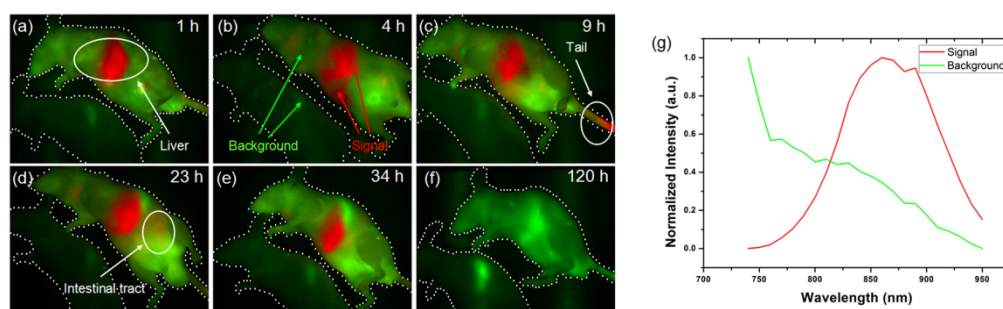 (a) 1 h
Liver
(b) 4 h
Background
Signal
(c) 9 h
Tail
(d) 23 h
Intestinal tract
(e) 34 h
(f) 120 h
(g)
Signal
Background
Normalized Intensity (a.u.)
1.0
0.8
0.6
0.4
0.2
0.0
700 750 800 850 900 950
Wavelength (nm)